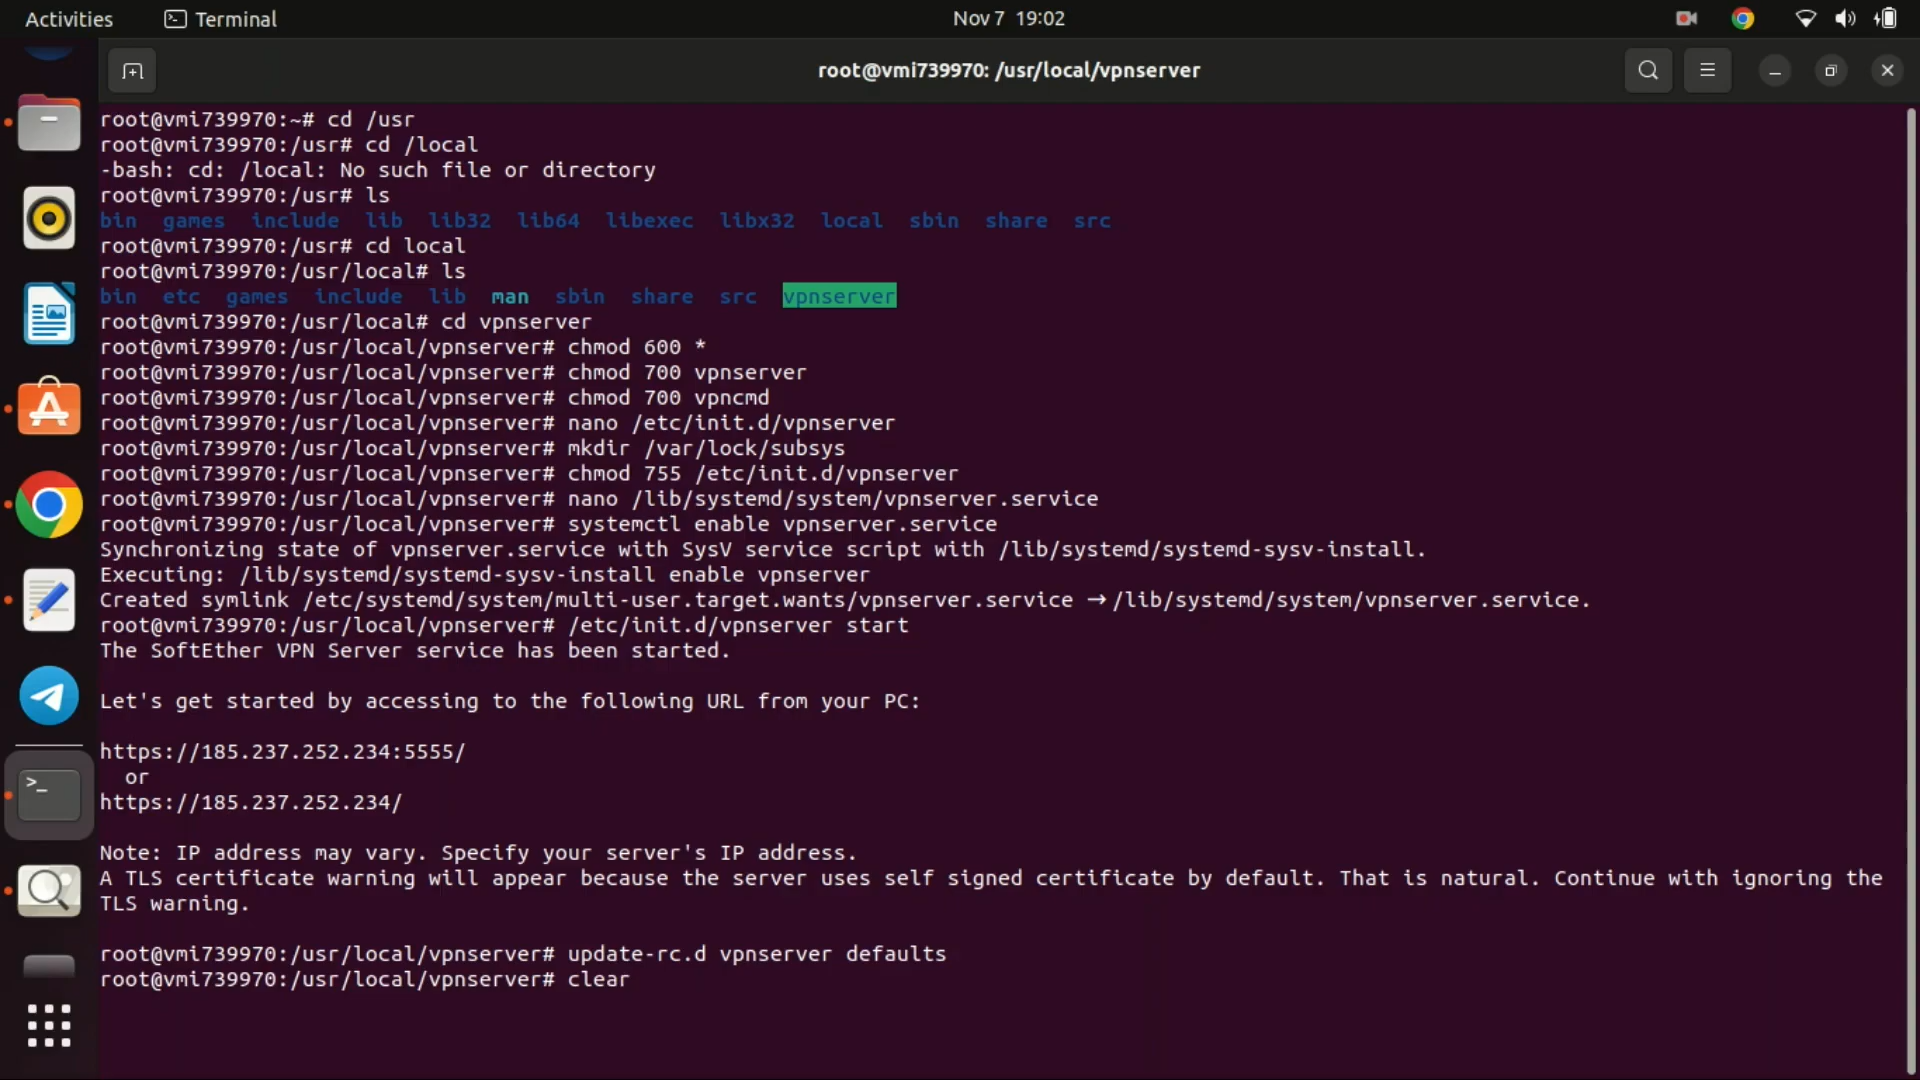 Activities Terminal Nov 7 19:02
root@vmi739970: /usr/local/vpnserver
root@vmi739970:~# cd /usr
root@vmi739970:/usr# cd /local
-bash: cd: /local: No such file or directory
root@vmi739970:/usr# ls
bin games include lib lib32 lib64 libexec libx32 local sbin share src
root@vmi739970:/usr# cd local
root@vmi739970:/usr/local# ls
bin etc games include lib man sbin share src vpnserver
root@vmi739970:/usr/local# cd vpnserver
root@vmi739970:/usr/local/vpnserver# chmod 600 *
root@vmi739970:/usr/local/vpnserver# chmod 700 vpnserver
root@vmi739970:/usr/local/vpnserver# chmod 700 vpncmd
root@vmi739970:/usr/local/vpnserver# nano /etc/init.d/vpnserver
root@vmi739970:/usr/local/vpnserver# mkdir /var/lock/subsys
root@vmi739970:/usr/local/vpnserver# chmod 755 /etc/init.d/vpnserver
root@vmi739970:/usr/local/vpnserver# nano /lib/systemd/system/vpnserver.service
root@vmi739970:/usr/local/vpnserver# systemctl enable vpnserver.service
Synchronizing state of vpnserver.service with SysV service script with /lib/systemd/systemd-sysv-install.
Executing: /lib/systemd/systemd-sysv-install enable vpnserver
Created symlink /etc/systemd/system/multi-user.target.wants/vpnserver.service → /lib/systemd/system/vpnserver.service.
root@vmi739970:/usr/local/vpnserver# /etc/init.d/vpnserver start
The SoftEther VPN Server service has been started.
Let's get started by accessing to the following URL from your PC:
https://185.237.252.234:5555/
or
https://185.237.252.234/
Note: IP address may vary. Specify your server's IP address.
A TLS certificate warning will appear because the server uses self signed certificate by default. That is natural. Continue with ignoring the
TLS warning.
root@vmi739970:/usr/local/vpnserver# update-rc.d vpnserver defaults
root@vmi739970:/usr/local/vpnserver# clear